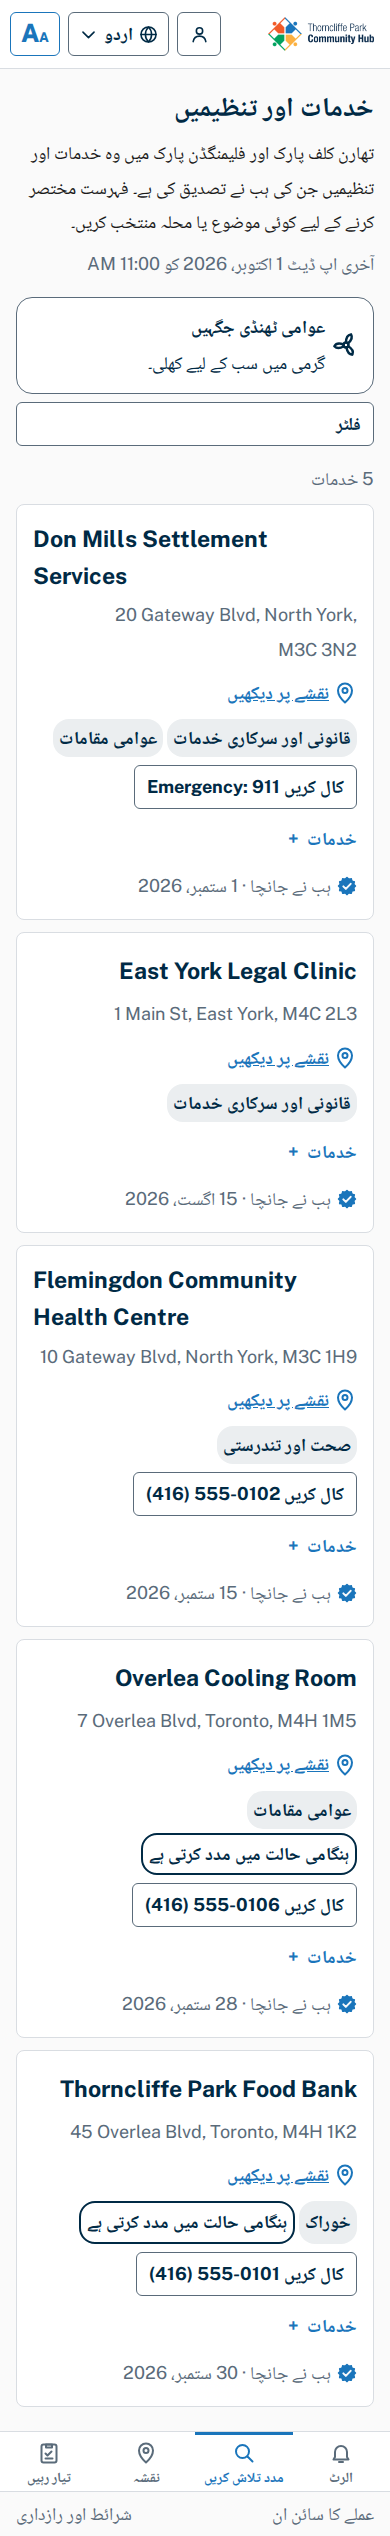 Thorncliffe Park
Community Hub
اردو
AA
خدمات اور تنظیمیں
تھارن کلف پارک اور فلیمنگڈن پارک میں وہ خدمات اور
تنظیمیں جن کی ہب نے تصدیق کی ہے۔ فہرست مختصر
کرنے کے لیے کوئی موضوع یا محلہ منتخب کریں۔
آخری اپ ڈیٹ 1 اکتوبر، 2026 کو 11:00 AM
عوامی ٹھنڈی جگہیں
گرمی میں سب کے لیے کھلی۔
فلٹر
5 خدمات
Don Mills Settlement
Services
20 Gateway Blvd, North York,
M3C 3N2
نقشے پر دیکھیں
قانونی اور سرکاری خدمات
عوامی مقامات
کال کریں Emergency: 911
خدمات +
ہب نے جانچا · 1 ستمبر، 2026
East York Legal Clinic
1 Main St, East York, M4C 2L3
نقشے پر دیکھیں
قانونی اور سرکاری خدمات
خدمات +
ہب نے جانچا · 15 اگست، 2026
Flemingdon Community
Health Centre
10 Gateway Blvd, North York, M3C 1H9
نقشے پر دیکھیں
صحت اور تندرستی
کال کریں (416) 555-0102
خدمات +
ہب نے جانچا · 15 ستمبر، 2026
Overlea Cooling Room
7 Overlea Blvd, Toronto, M4H 1M5
نقشے پر دیکھیں
عوامی مقامات
ہنگامی حالت میں مدد کرتی ہے
کال کریں (416) 555-0106
خدمات +
ہب نے جانچا · 28 ستمبر، 2026
Thorncliffe Park Food Bank
45 Overlea Blvd, Toronto, M4H 1K2
نقشے پر دیکھیں
خوراک
ہنگامی حالت میں مدد کرتی ہے
کال کریں (416) 555-0101
خدمات +
ہب نے جانچا · 30 ستمبر، 2026
الرٹ
مدد تلاش کریں
نقشہ
تیار رہیں
عملے کا سائن ان
شرائط اور رازداری